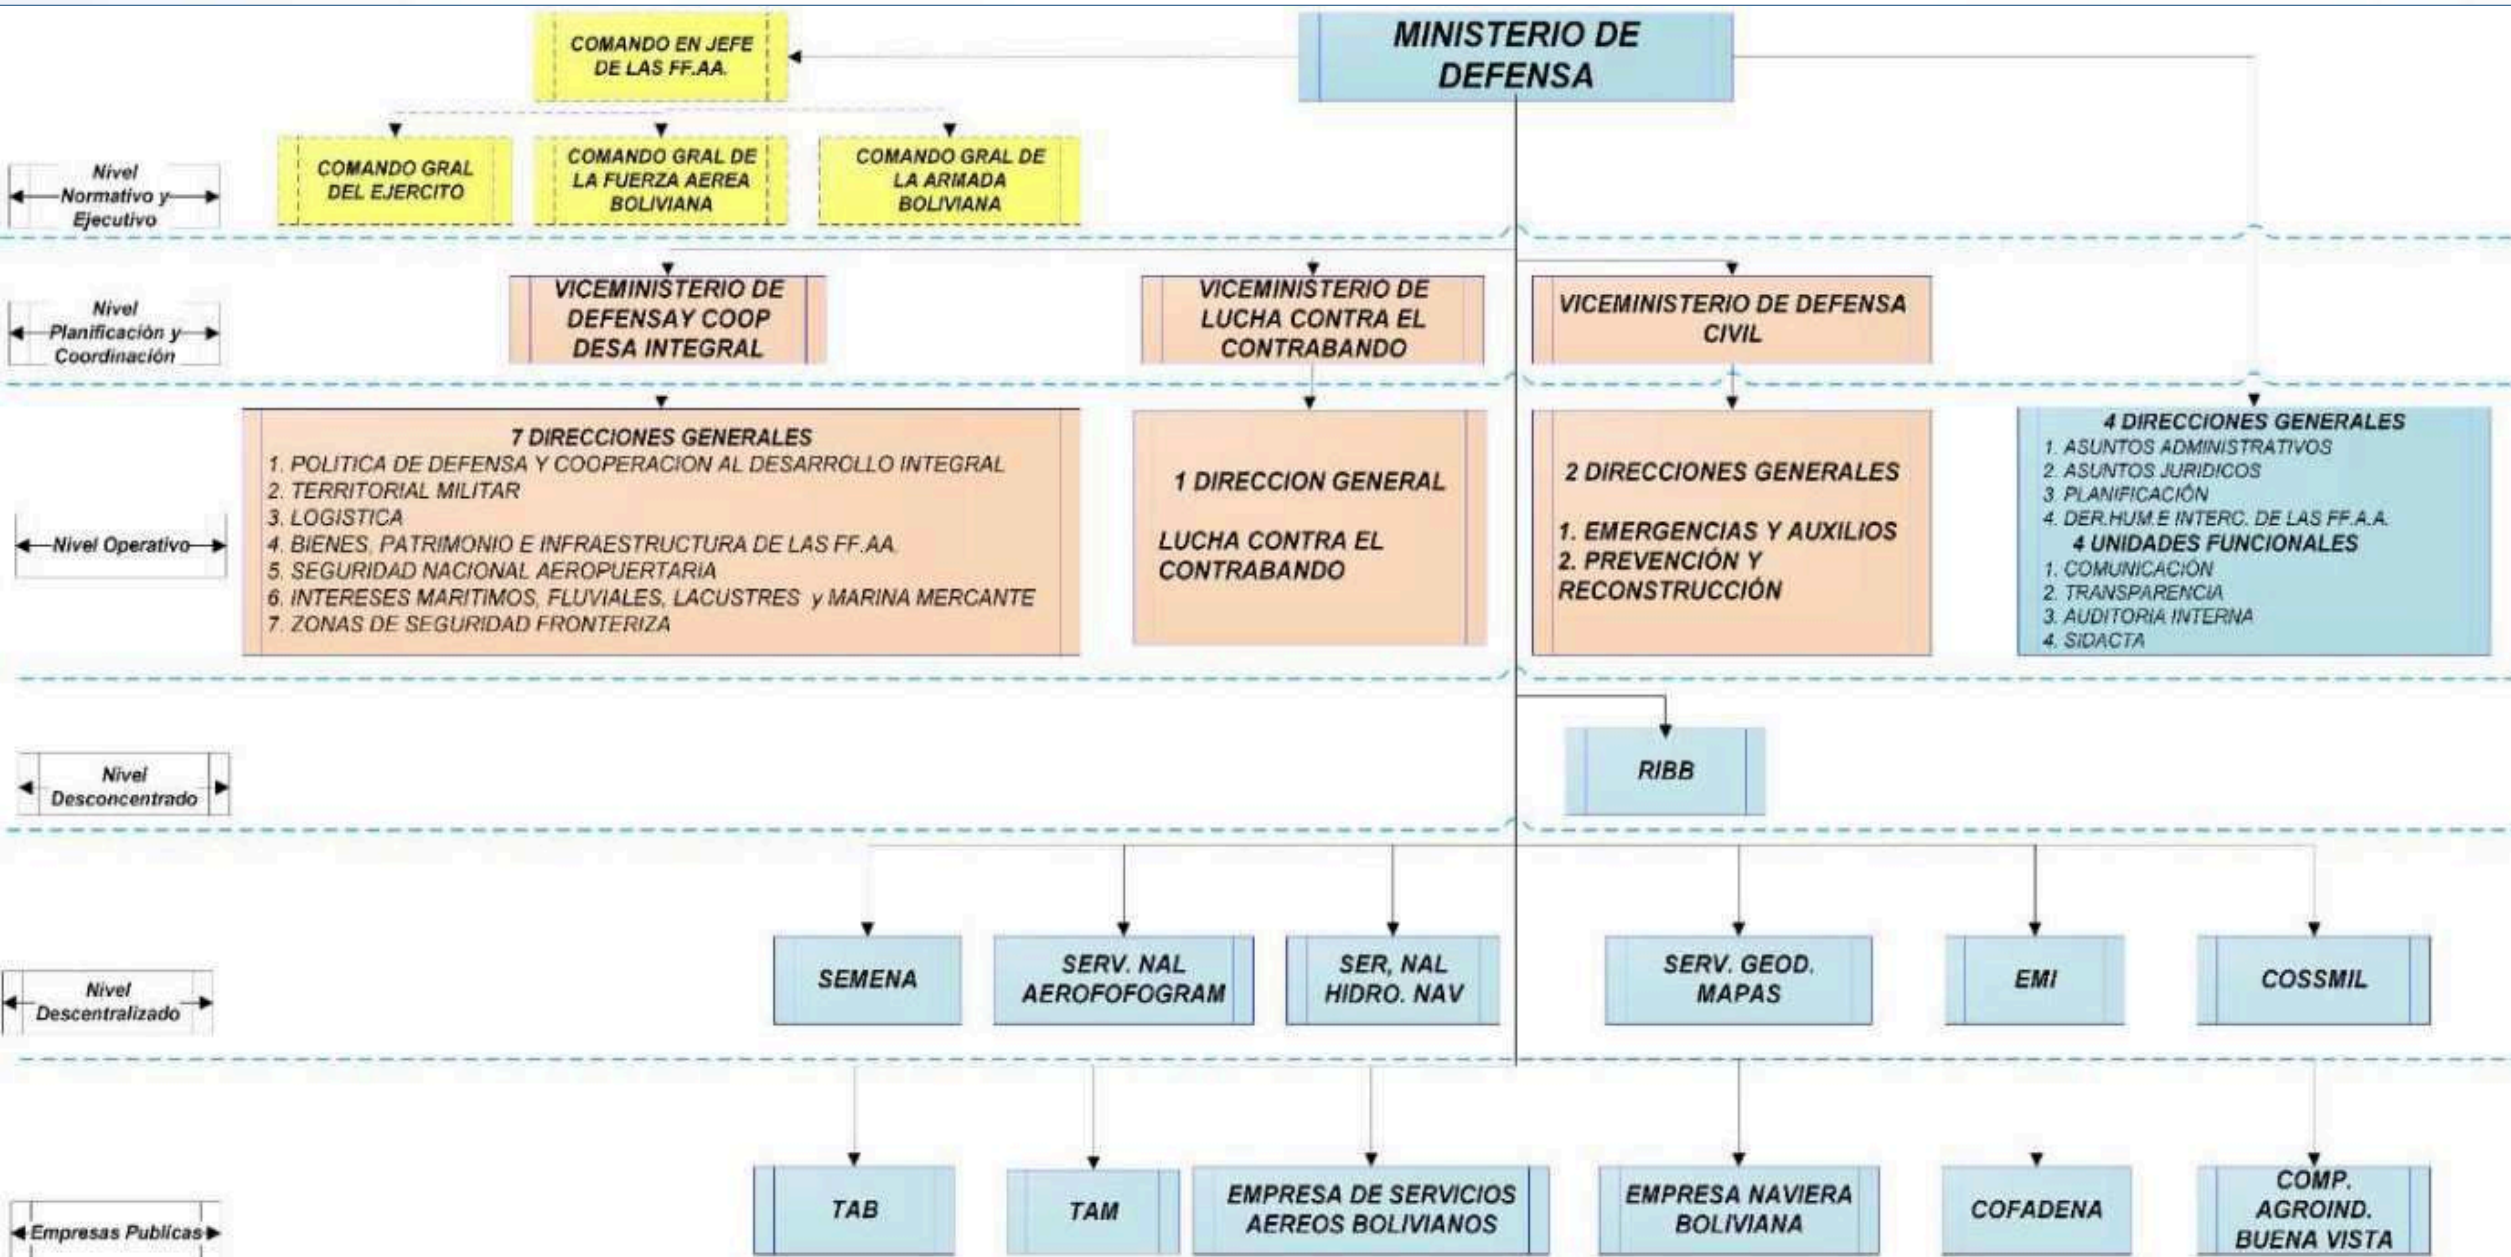 COMANDO EN JEFE
DE LAS FF.AA.
MINISTERIO DE
DEFENSA
Nivel
Normativo y
Ejecutivo
COMANDO GRAL
DEL EJERCITO
COMANDO GRAL DE
LA FUERZA AEREA
BOLIVIANA
COMANDO GRAL DE
LA ARMADA
BOLIVIANA
Nivel
Planificación y
Coordinación
VICEMINISTERIO DE
DEFENSAY COOP
DESA INTEGRAL
VICEMINISTERIO DE
LUCHA CONTRA EL
CONTRABANDO
VICEMINISTERIO DE DEFENSA
CIVIL
Nivel Operativo
7 DIRECCIONES GENERALES
1. POLITICA DE DEFENSA Y COOPERACION AL DESARROLLO INTEGRAL
2. TERRITORIAL MILITAR
3. LOGISTICA
4. BIENES, PATRIMONIO E INFRAESTRUCTURA DE LAS FF.AA.
5. SEGURIDAD NACIONAL AEROPUERTARIA
6. INTERESES MARITIMOS, FLUVIALES, LACUSTRES y MARINA MERCANTE
7. ZONAS DE SEGURIDAD FRONTERIZA
1 DIRECCION GENERAL
LUCHA CONTRA EL
CONTRABANDO
2 DIRECCIONES GENERALES
1. EMERGENCIAS Y AUXILIOS
2. PREVENCIÓN Y
RECONSTRUCCIÓN
4 DIRECCIONES GENERALES
1. ASUNTOS ADMINISTRATIVOS
2. ASUNTOS JURIDICOS
3. PLANIFICACIÓN
4. DER.HUM.E INTERC. DE LAS FF.A.A.
4 UNIDADES FUNCIONALES
1. COMUNICACIÓN
2. TRANSPARENCIA
3. AUDITORIA INTERNA
4. SIDACTA
Nivel
Desconcentrado
RIBB
Nivel
Descentralizado
SEMENA
SERV. NAL
AEROFOFOGRAM
SER, NAL
HIDRO. NAV
SERV. GEOD.
MAPAS
EMI
COSSMIL
Empresas Publicas
TAB
TAM
EMPRESA DE SERVICIOS
AEREOS BOLIVIANOS
EMPRESA NAVIERA
BOLIVIANA
COFADENA
COMP.
AGROIND.
BUENA VISTA